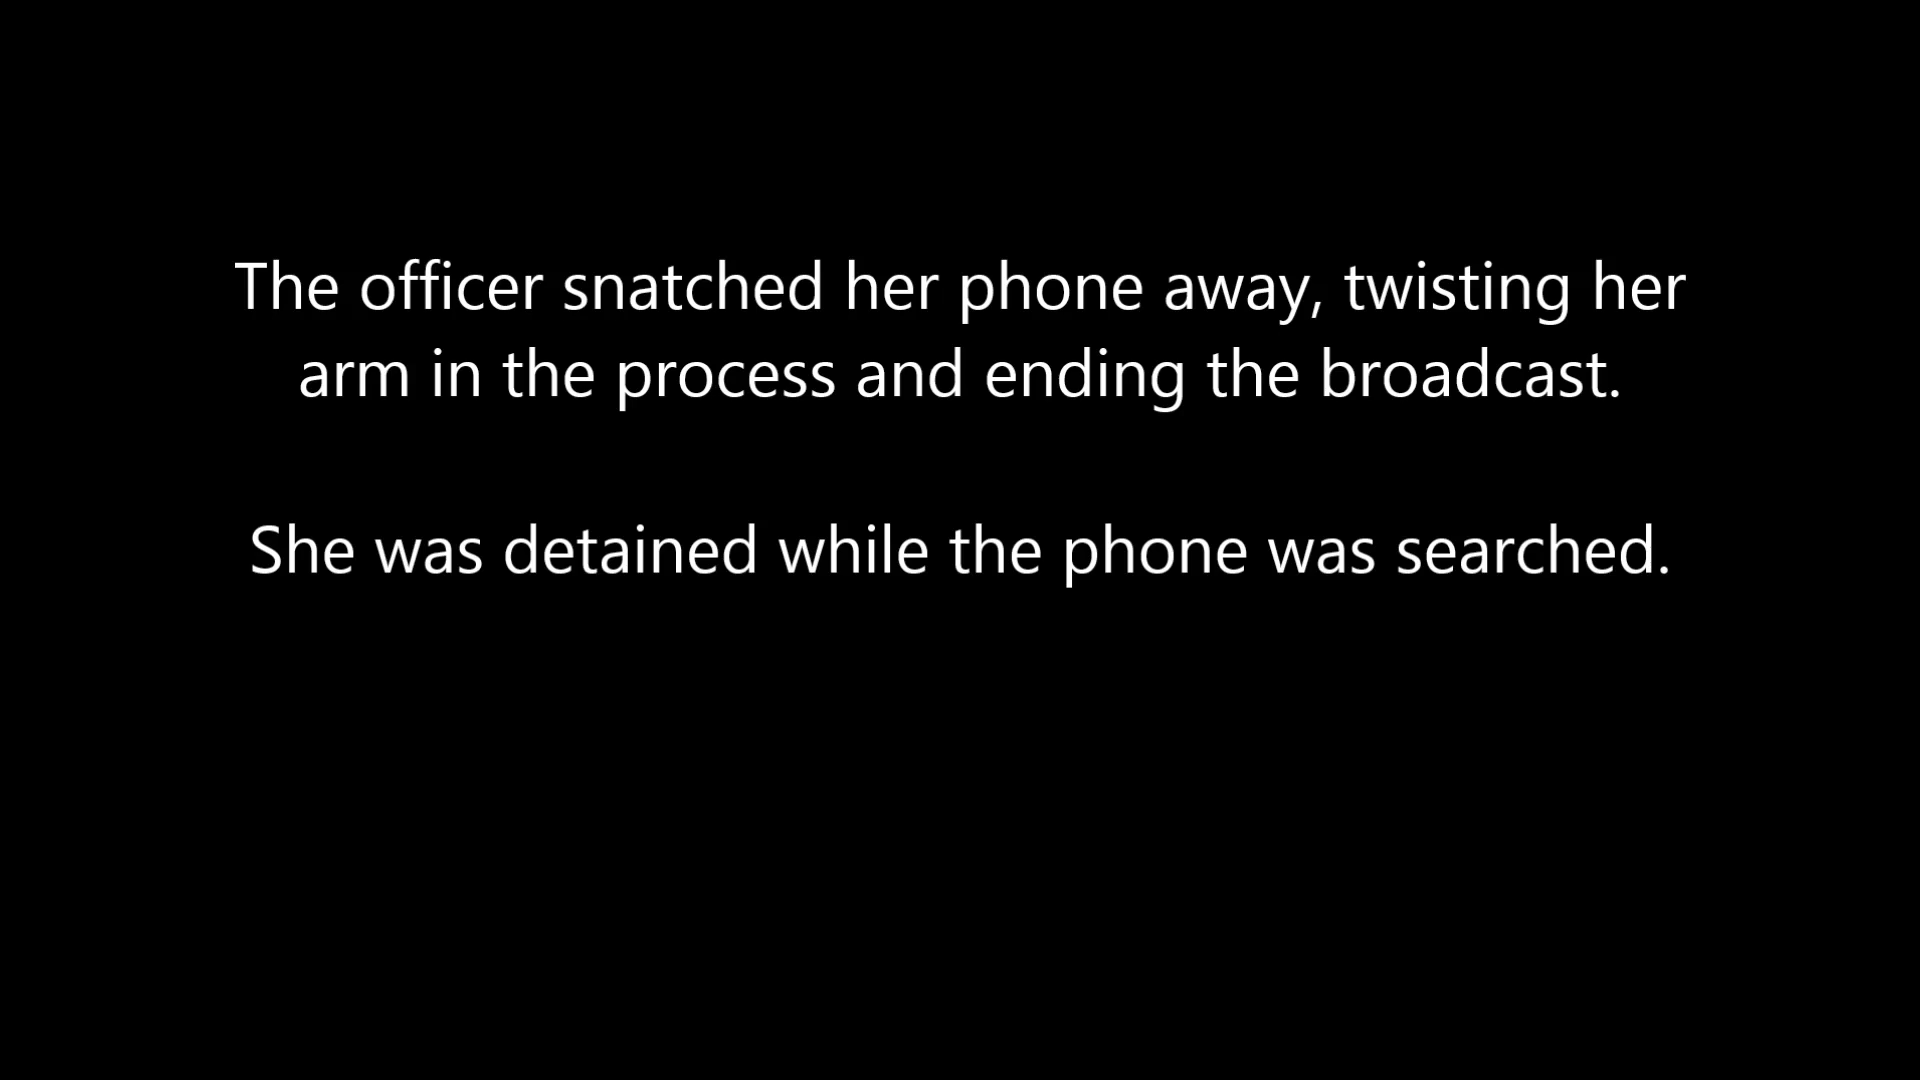 The officer snatched her phone away, twisting her
arm in the process and ending the broadcast.
She was detained while the phone was searched.